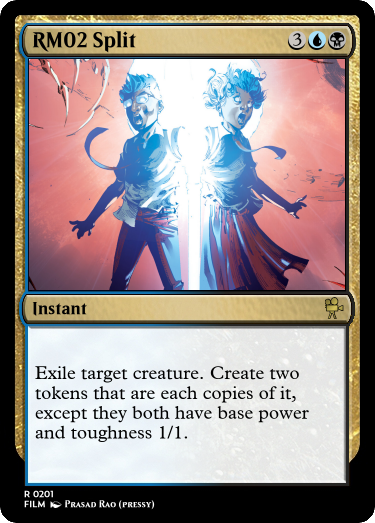 RM02 Split
3
Instant
Exile target creature. Create two
tokens that are each copies of it,
except they both have base power
and toughness 1/1.
R 0201
FILM Prasad Rao (pressy)